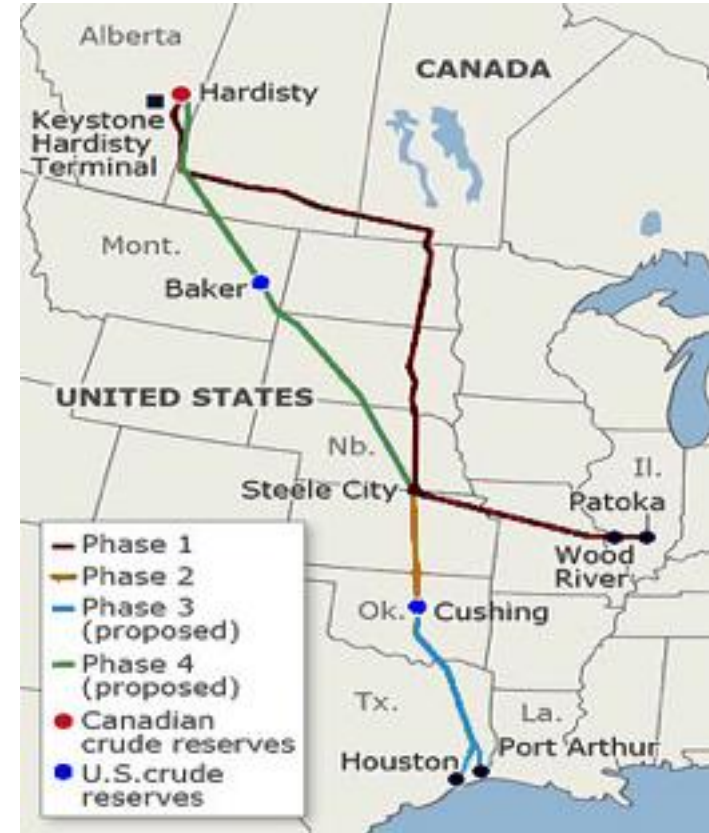 Alberta
CANADA
Hardisty
Keystone
Hardisty
Terminal
Mont.
Baker
UNITED STATES
Nb.
Steele City
Il.
Patoka
Wood
River
Phase 1
Phase 2
Phase 3
(proposed)
Phase 4
(proposed)
Canadian
crude reserves
U.S.crude
reserves
Ok.
Cushing
Tx.
La.
Houston
Port Arthur